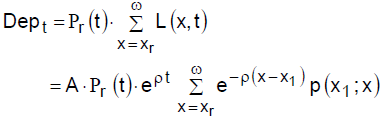 Dep_t = P_r(t)· Σ_{x=x_r}^{ω} L(x,t)
= A·P_r(t)·e^{ρt} Σ_{x=x_r}^{ω} e^{−ρ(x−x_1)} p(x_1;x)